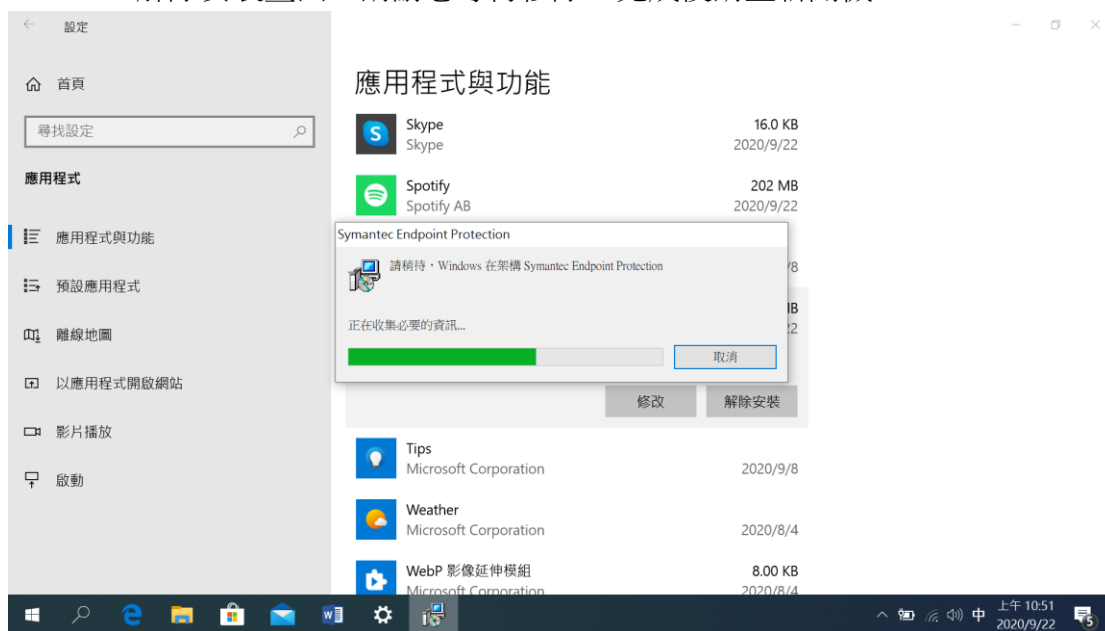 設定
首頁
尋找設定
應用程式
應用程式與功能
預設應用程式
離線地圖
以應用程式開啟網站
影片播放
啟動
應用程式與功能
Skype
16.0 KB
Skype
2020/9/22
Spotify
202 MB
Spotify AB
2020/9/22
Symantec Endpoint Protection
請稍待,Windows 在架構 Symantec Endpoint Protection
正在收集必要的資訊...
取消
修改
解除安裝
Tips
Microsoft Corporation
2020/9/8
Weather
Microsoft Corporation
2020/8/4
WebP 影像延伸模組
8.00 KB
Microsoft Corporation
2020/8/4
中
上午 10:51
2020/9/22
5